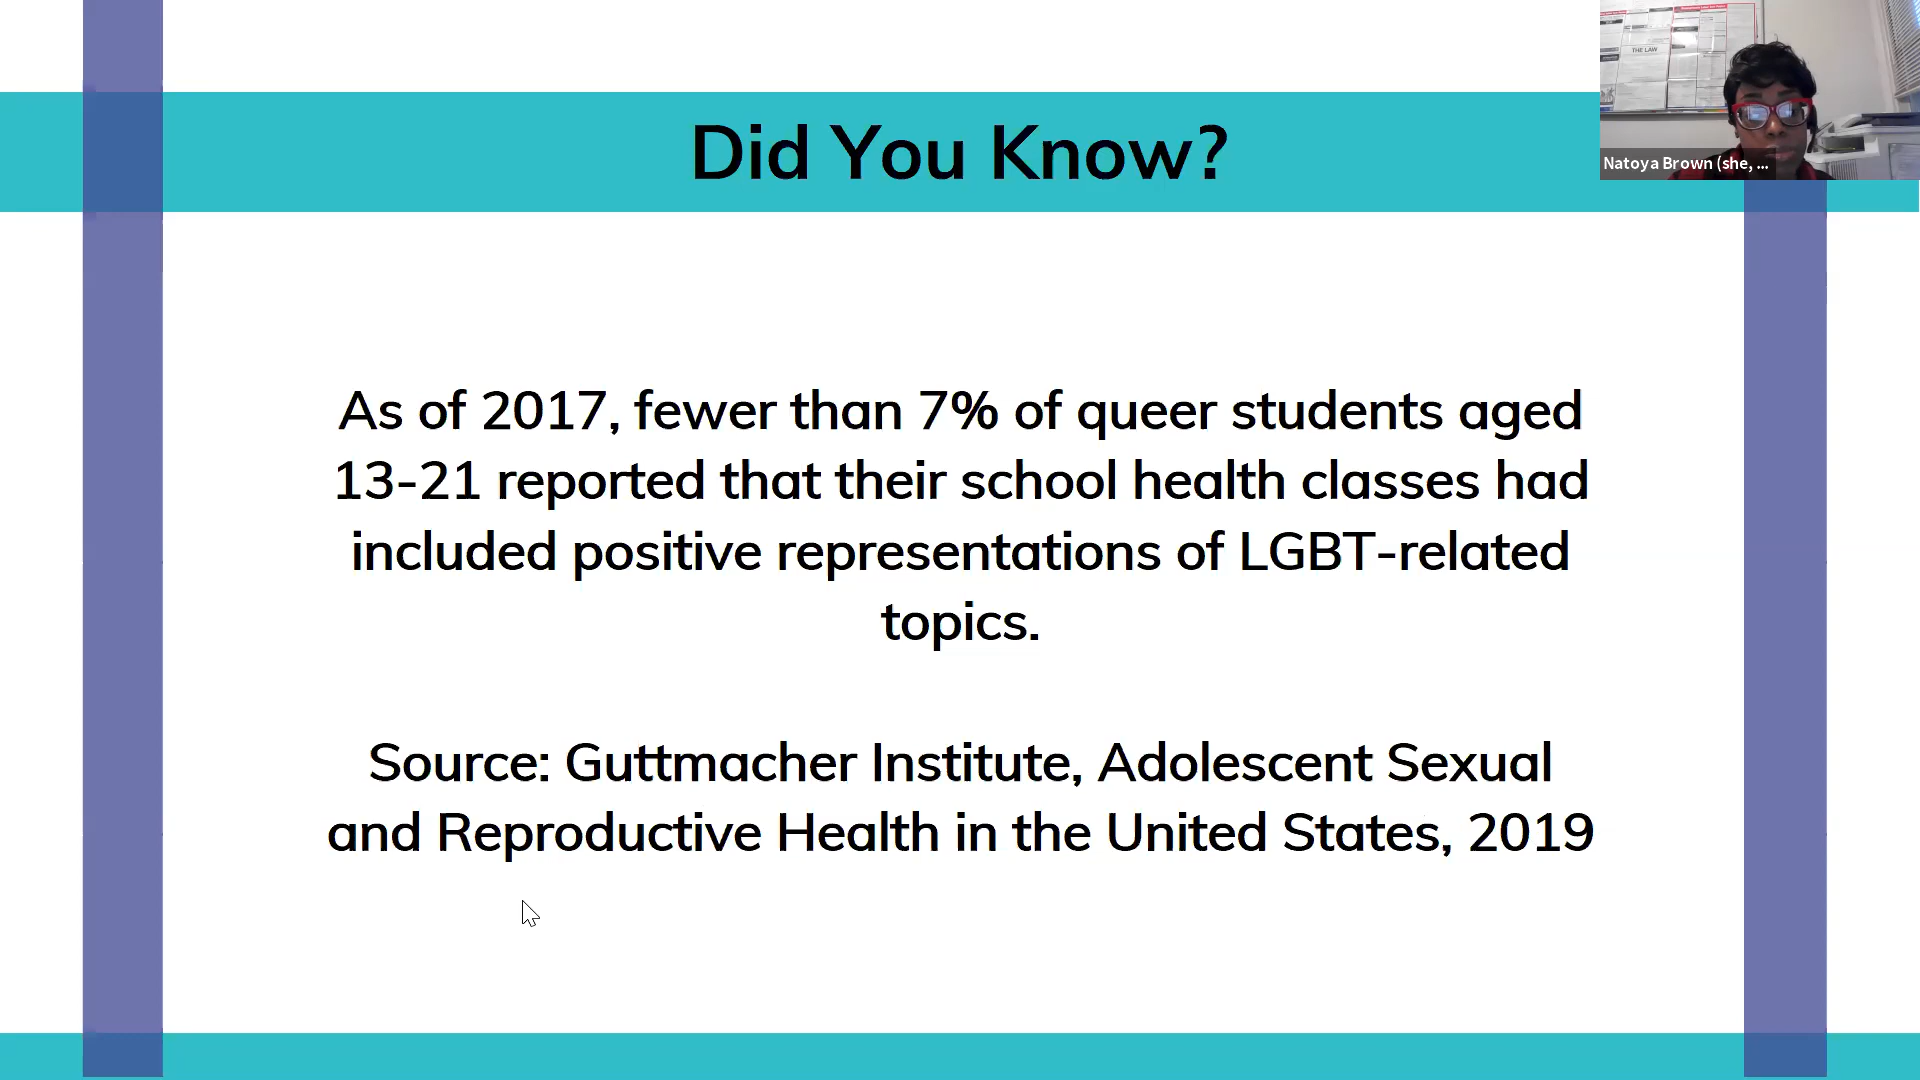 Did You Know?
THE LAW
Natoya Brown (she, ...
As of 2017, fewer than 7% of queer students aged
13-21 reported that their school health classes had
included positive representations of LGBT-related
topics.
Source: Guttmacher Institute, Adolescent Sexual
and Reproductive Health in the United States, 2019